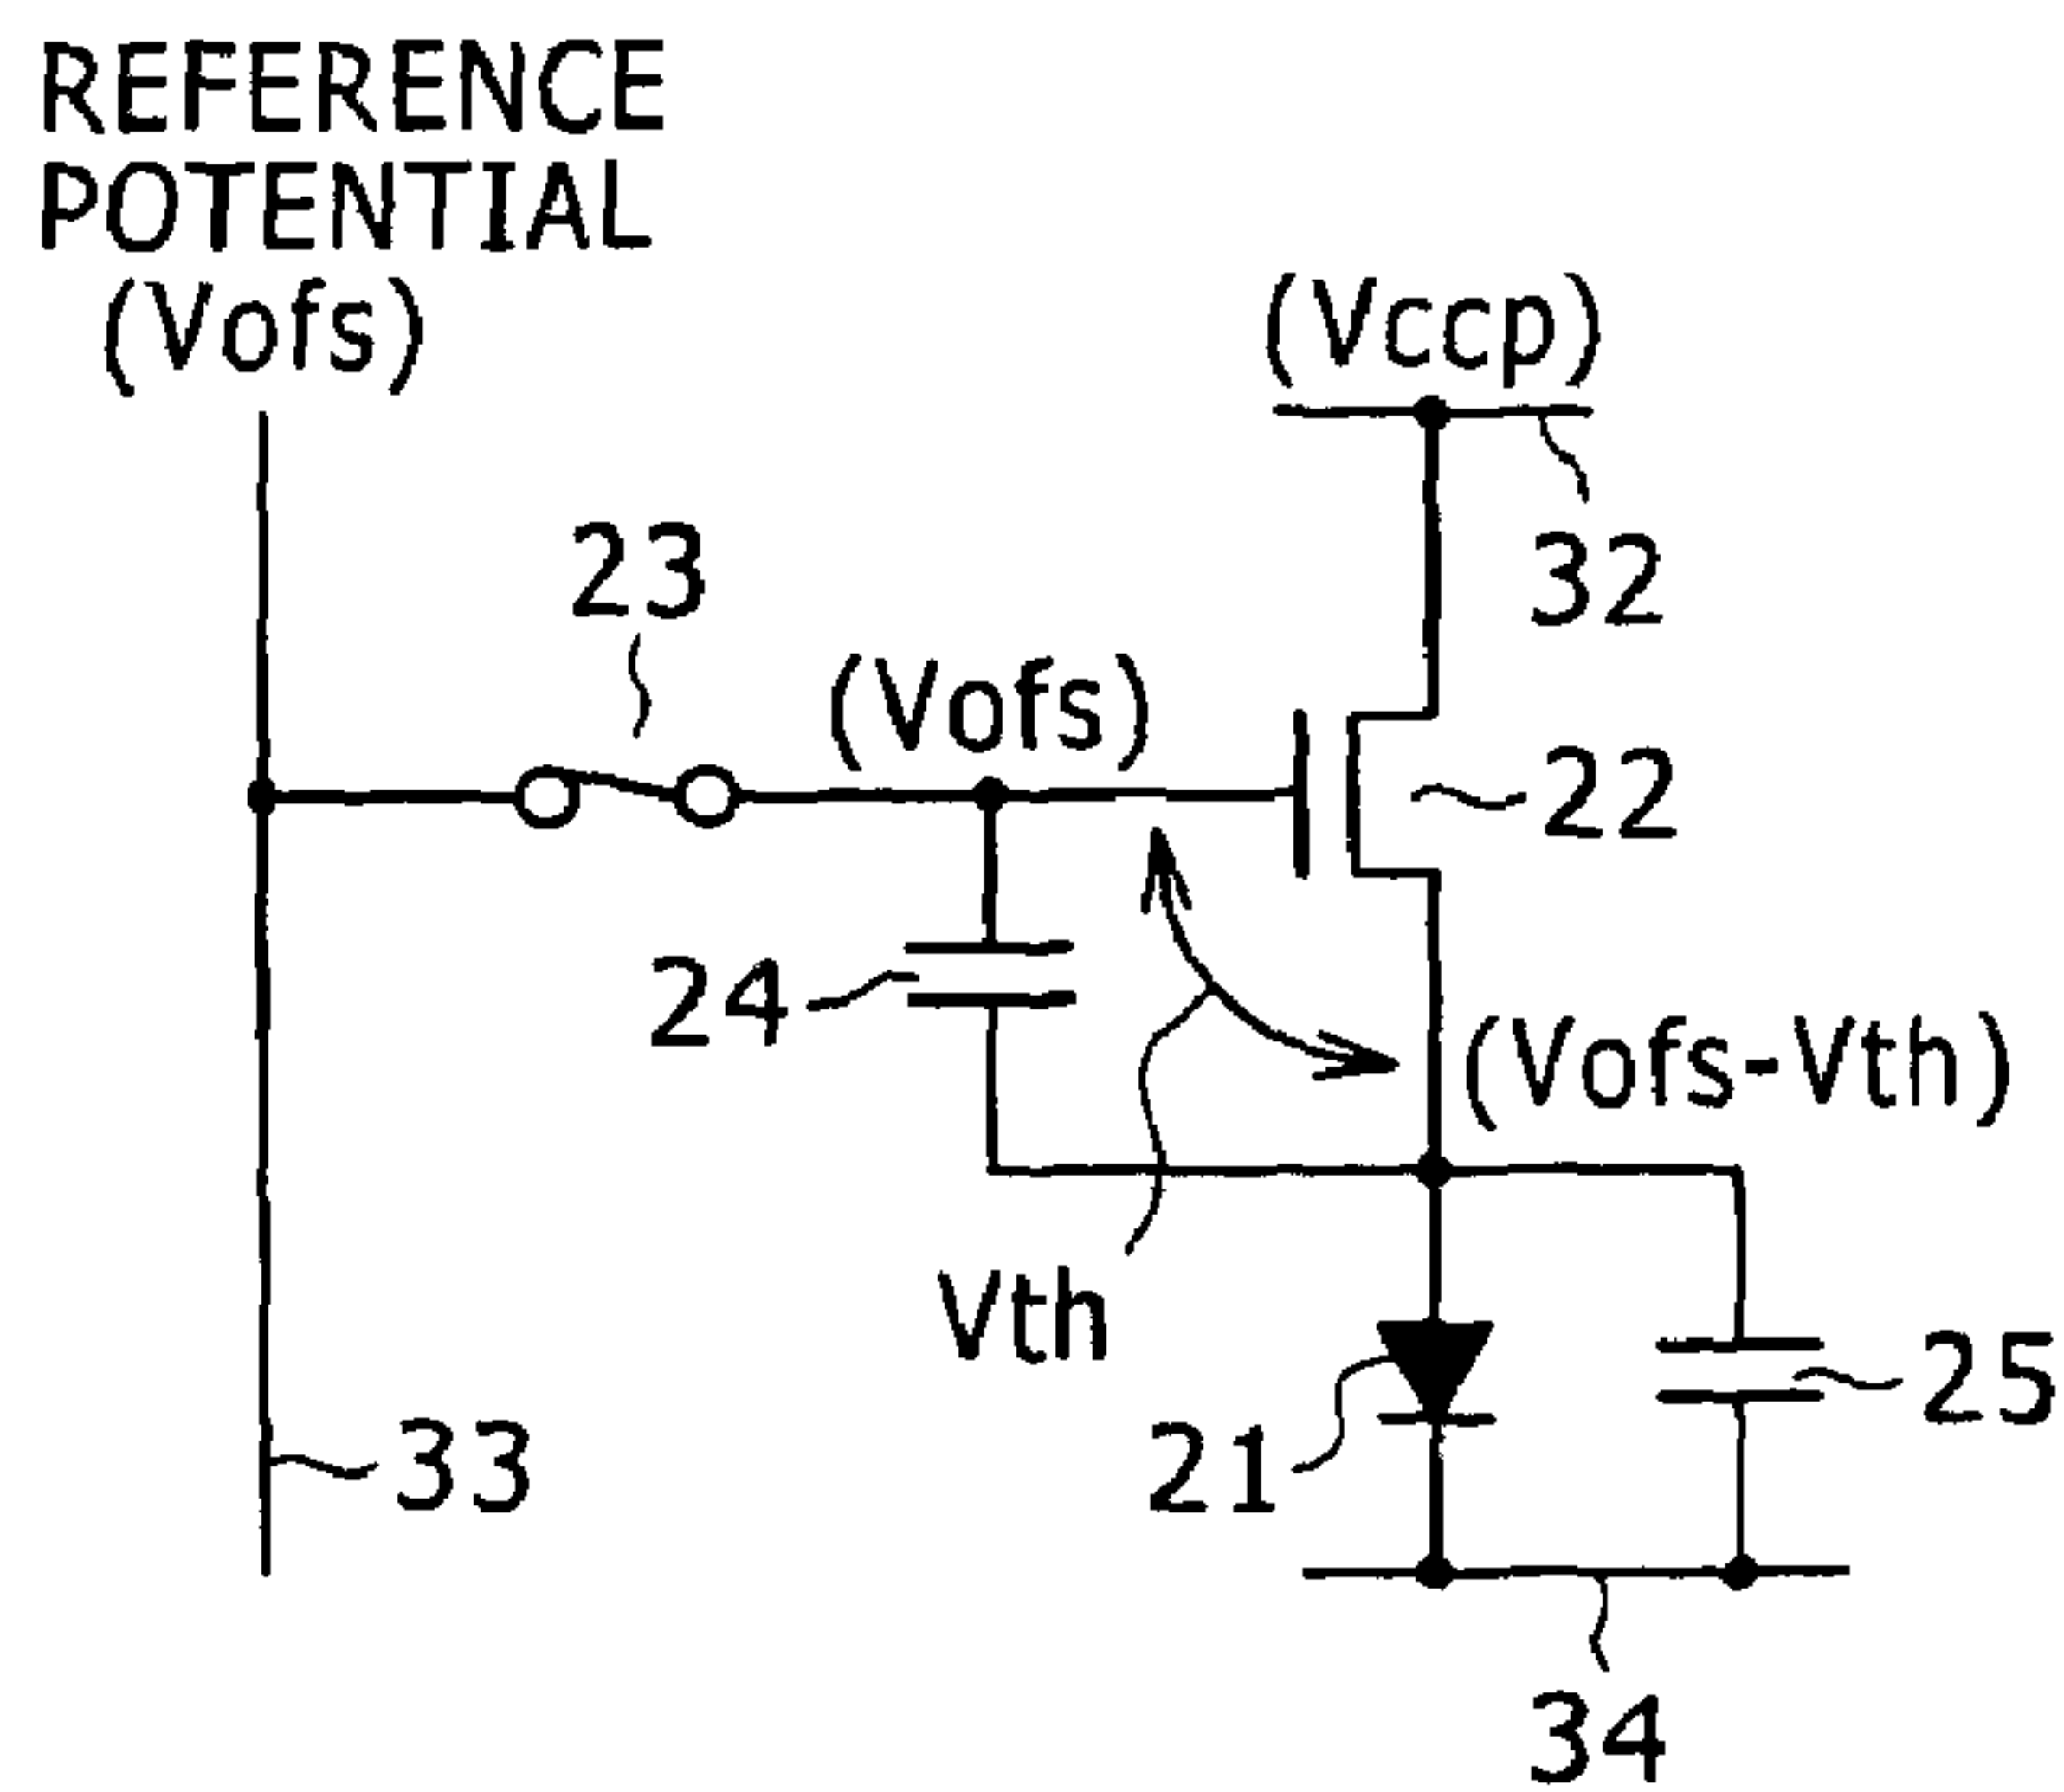 REFERENCE
POTENTIAL
(Vofs)
(Vccp)
32
23
(Vofs)
22
24
(Vofs-Vth)
Vth
25
21
33
34